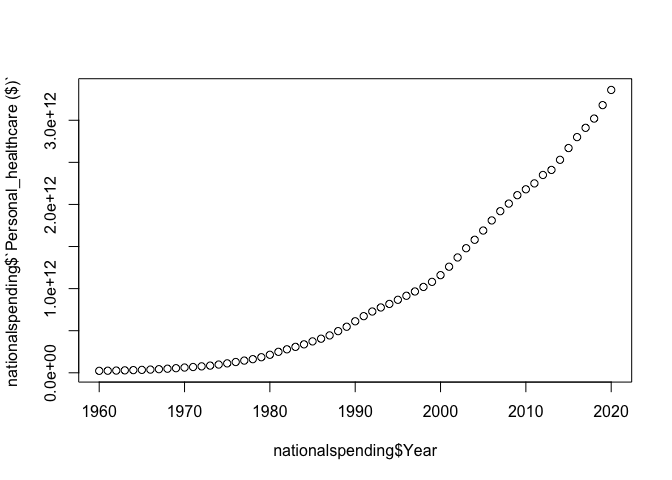 nationalspending$`Personal_healthcare ($)`
3.0e+12
2.0e+12
1.0e+12
0.0e+00
1960 1970 1980 1990 2000 2010 2020
nationalspending$Year